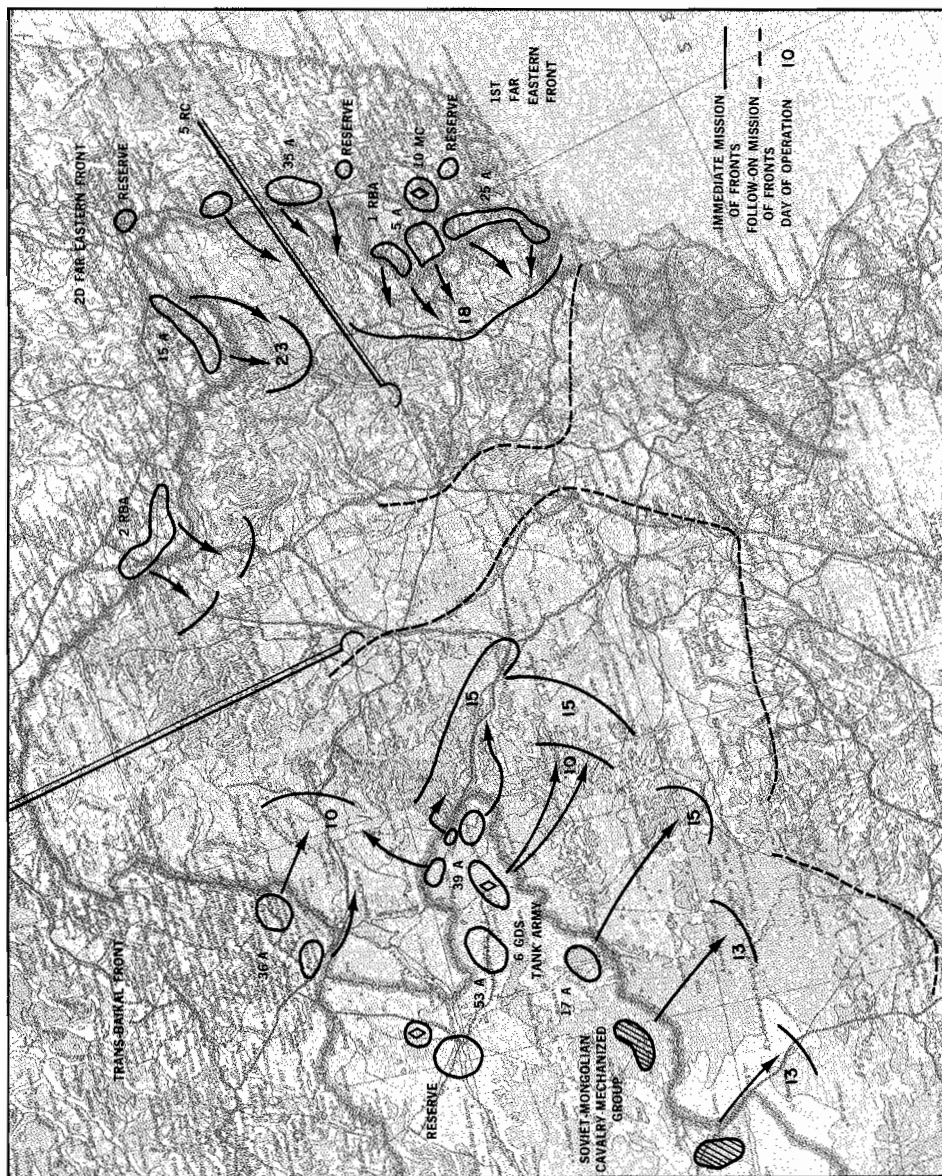 2D FAR EASTERN FRONT
RESERVE
5 RC
35 A
RESERVE
1 RBA
5 A
10 MC
RESERVE
25 A
1ST
FAR
EASTERN
FRONT
15 A
23
18
2 RBA
TRANS-BAIKAL FRONT
36 A
10
15
15
10
39 A
6 GDS
TANK ARMY
53 A
RESERVE
17 A
15
SOVIET-MONGOLIAN
CAVALRY-MECHANIZED
GROUP
13
13
IMMEDIATE MISSION
OF FRONTS
FOLLOW-ON MISSION
OF FRONTS
DAY OF OPERATION
10